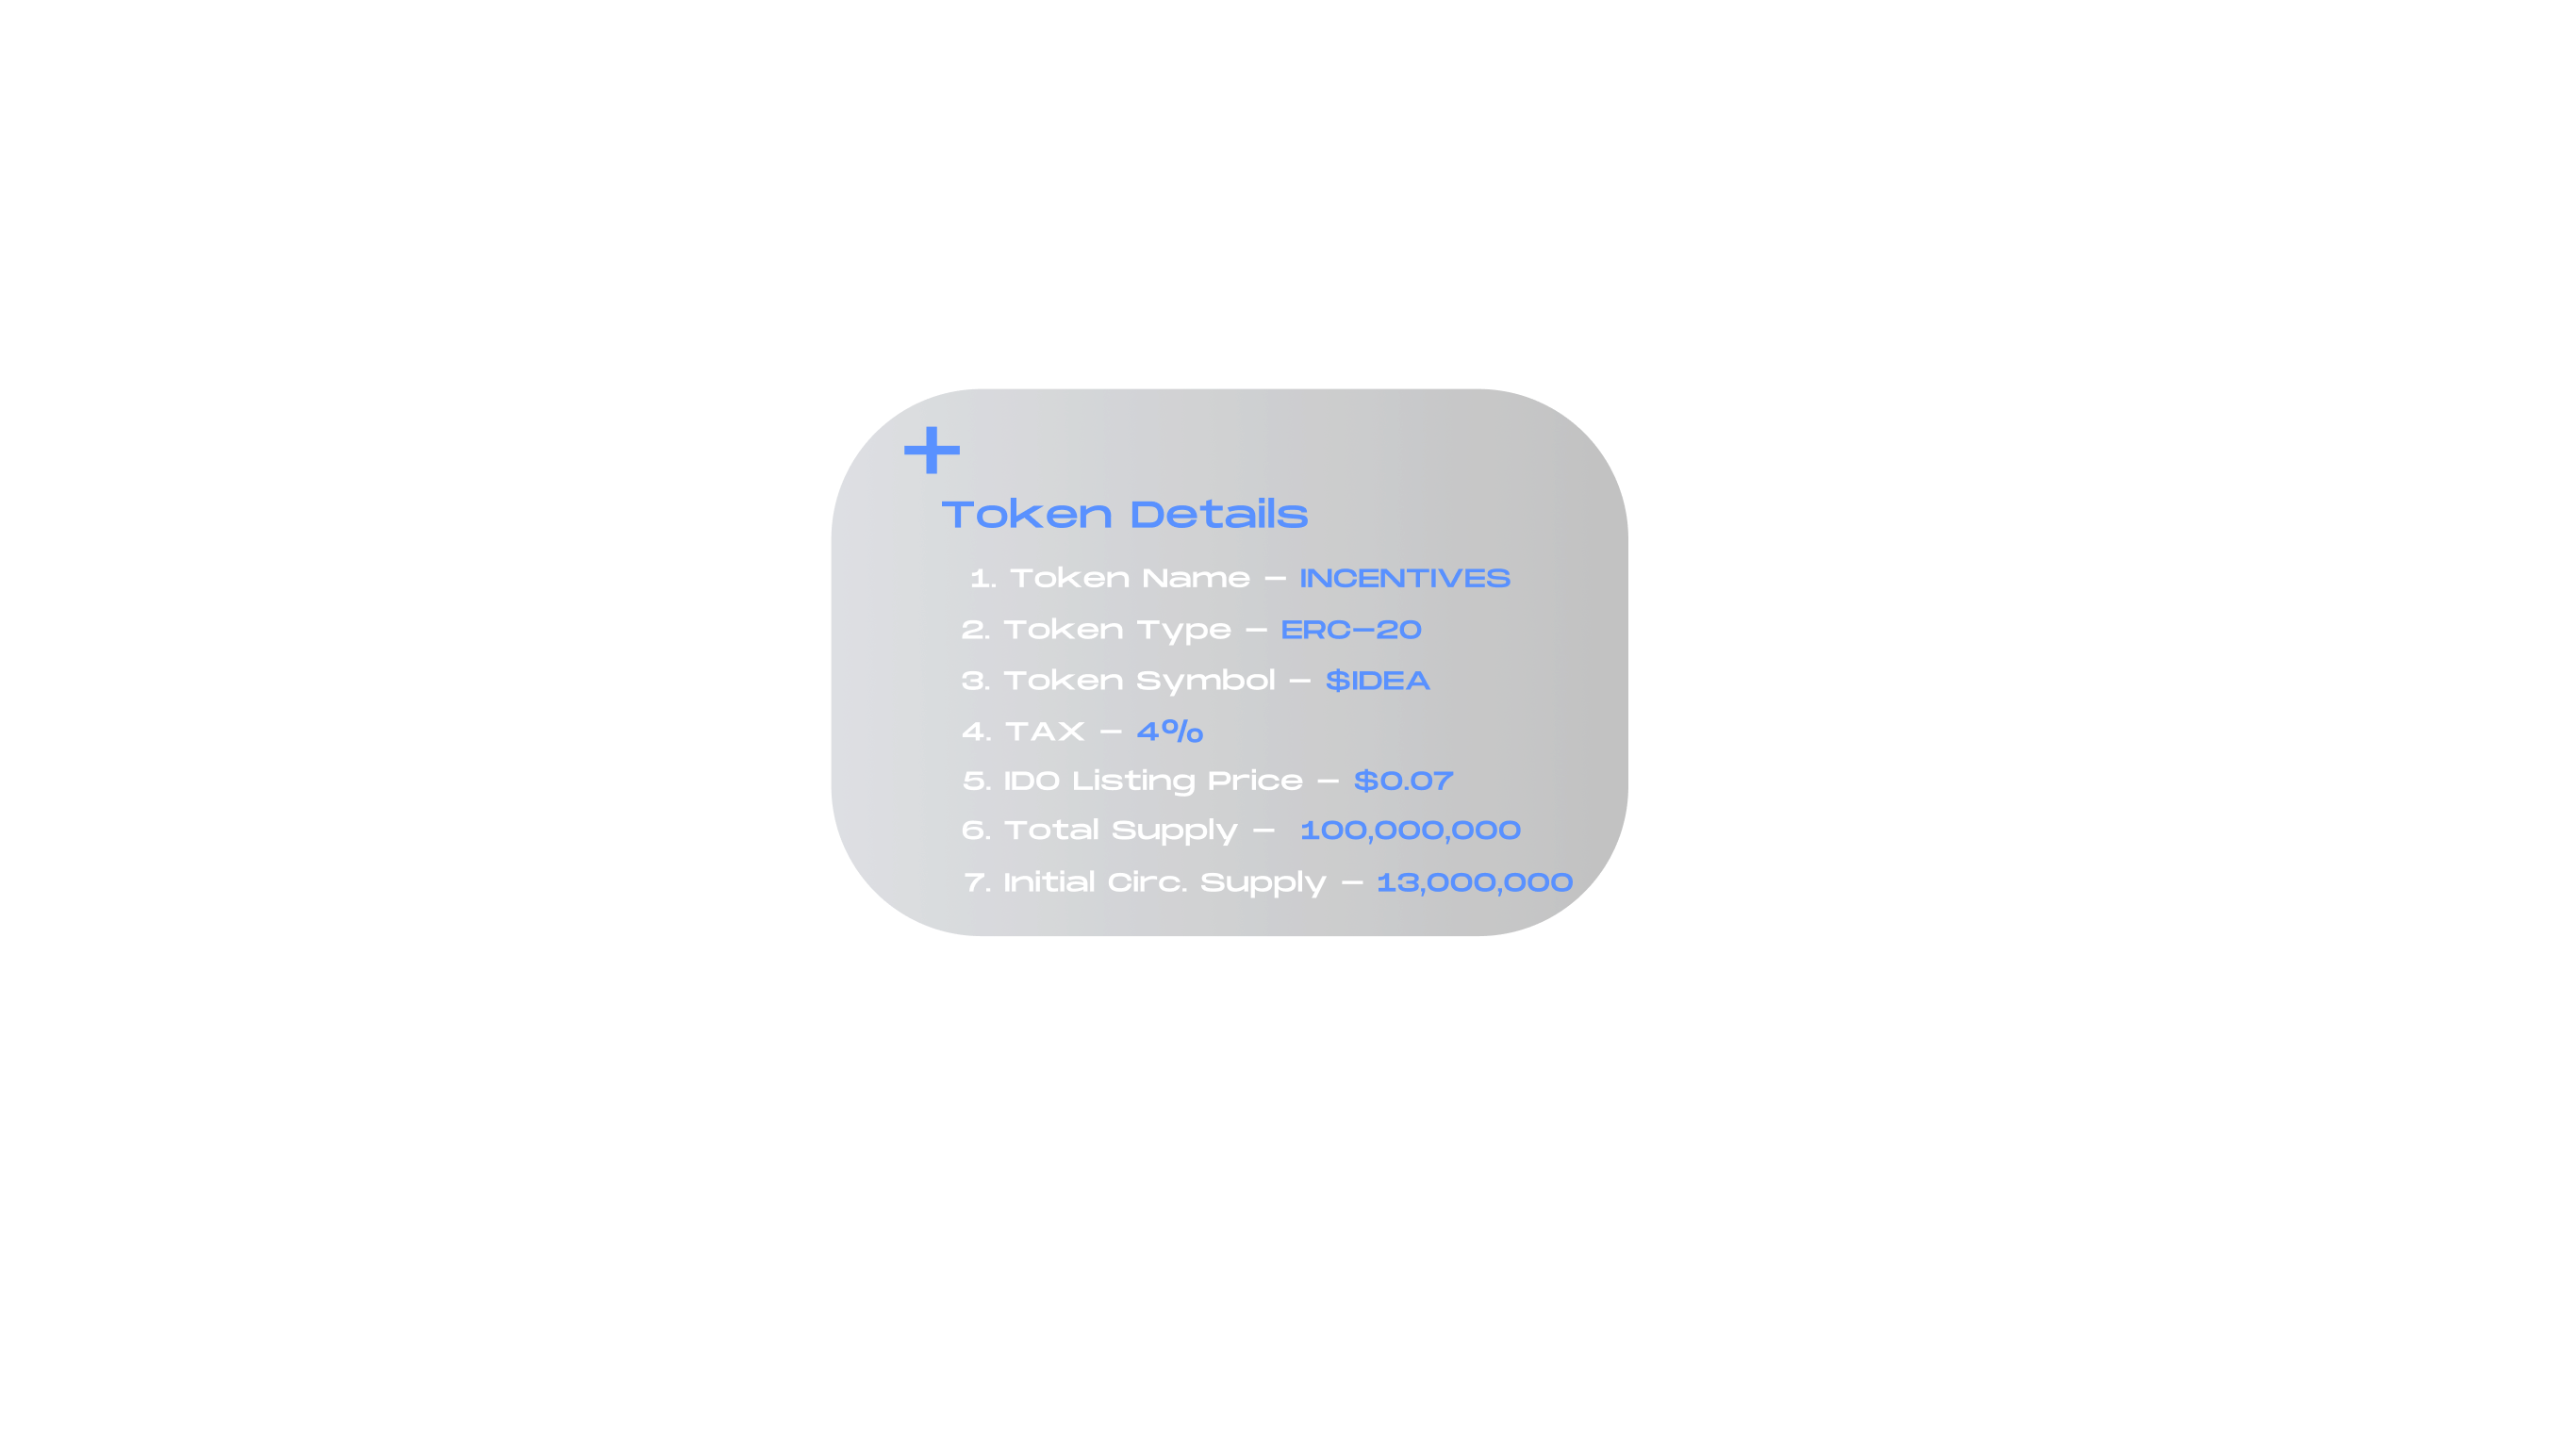 +
Token Details
1. Token Name – INCENTIVES
2. Token Type – ERC–20
3. Token Symbol – $IDEA
4. TAX – 4%
5. IDO Listing Price – $0.07
6. Total Supply – 100,000,000
7. Initial Circ. Supply – 13,000,000